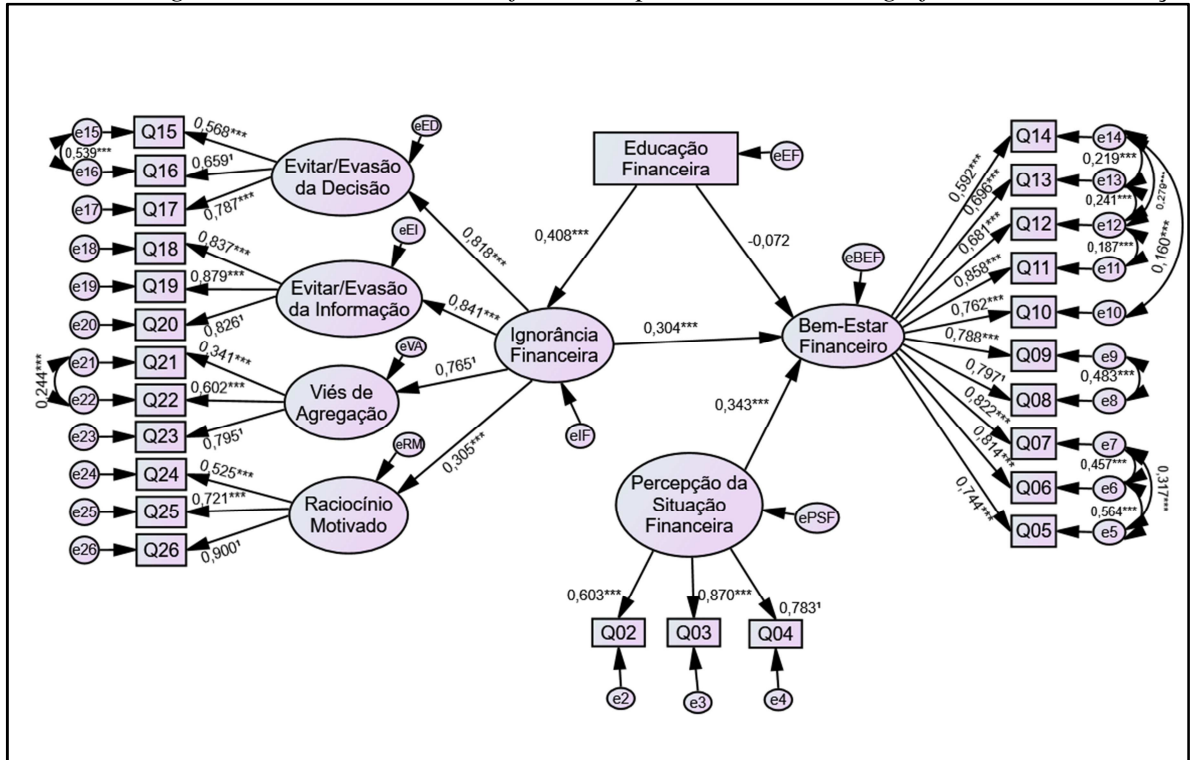 e15
Q15
0,568***
0,539***
e16
Q16
0,659¹
e17
Q17
0,787***
Evitar/Evasão
da Decisão
eED
e18
Q18
0,837***
e19
Q19
0,879***
e20
Q20
0,826¹
Evitar/Evasão
da Informação
eEI
0,244***
e21
Q21
0,341***
e22
Q22
0,602***
e23
Q23
0,795¹
Viés de
Agregação
eVA
e24
Q24
0,525***
e25
Q25
0,721***
e26
Q26
0,900¹
Raciocínio
Motivado
eRM
0,818***
0,841***
0,765¹
0,305***
Ignorância
Financeira
eIF
Educação
Financeira
eEF
0,408***
-0,072
0,304***
0,343***
Bem-Estar
Financeiro
eBEF
Percepção da
Situação
Financeira
ePSF
0,603***
0,870***
0,783¹
Q02
Q03
Q04
e2
e3
e4
0,592***
Q14
e14
0,219***
0,696***
Q13
e13
0,241***
0,279***
0,681***
Q12
e12
0,187***
0,160***
0,858***
Q11
e11
0,762***
Q10
e10
0,788***
Q09
e9
0,483***
0,797¹
Q08
e8
0,822***
Q07
e7
0,457***
0,317***
0,814***
Q06
e6
0,564***
0,744***
Q05
e5